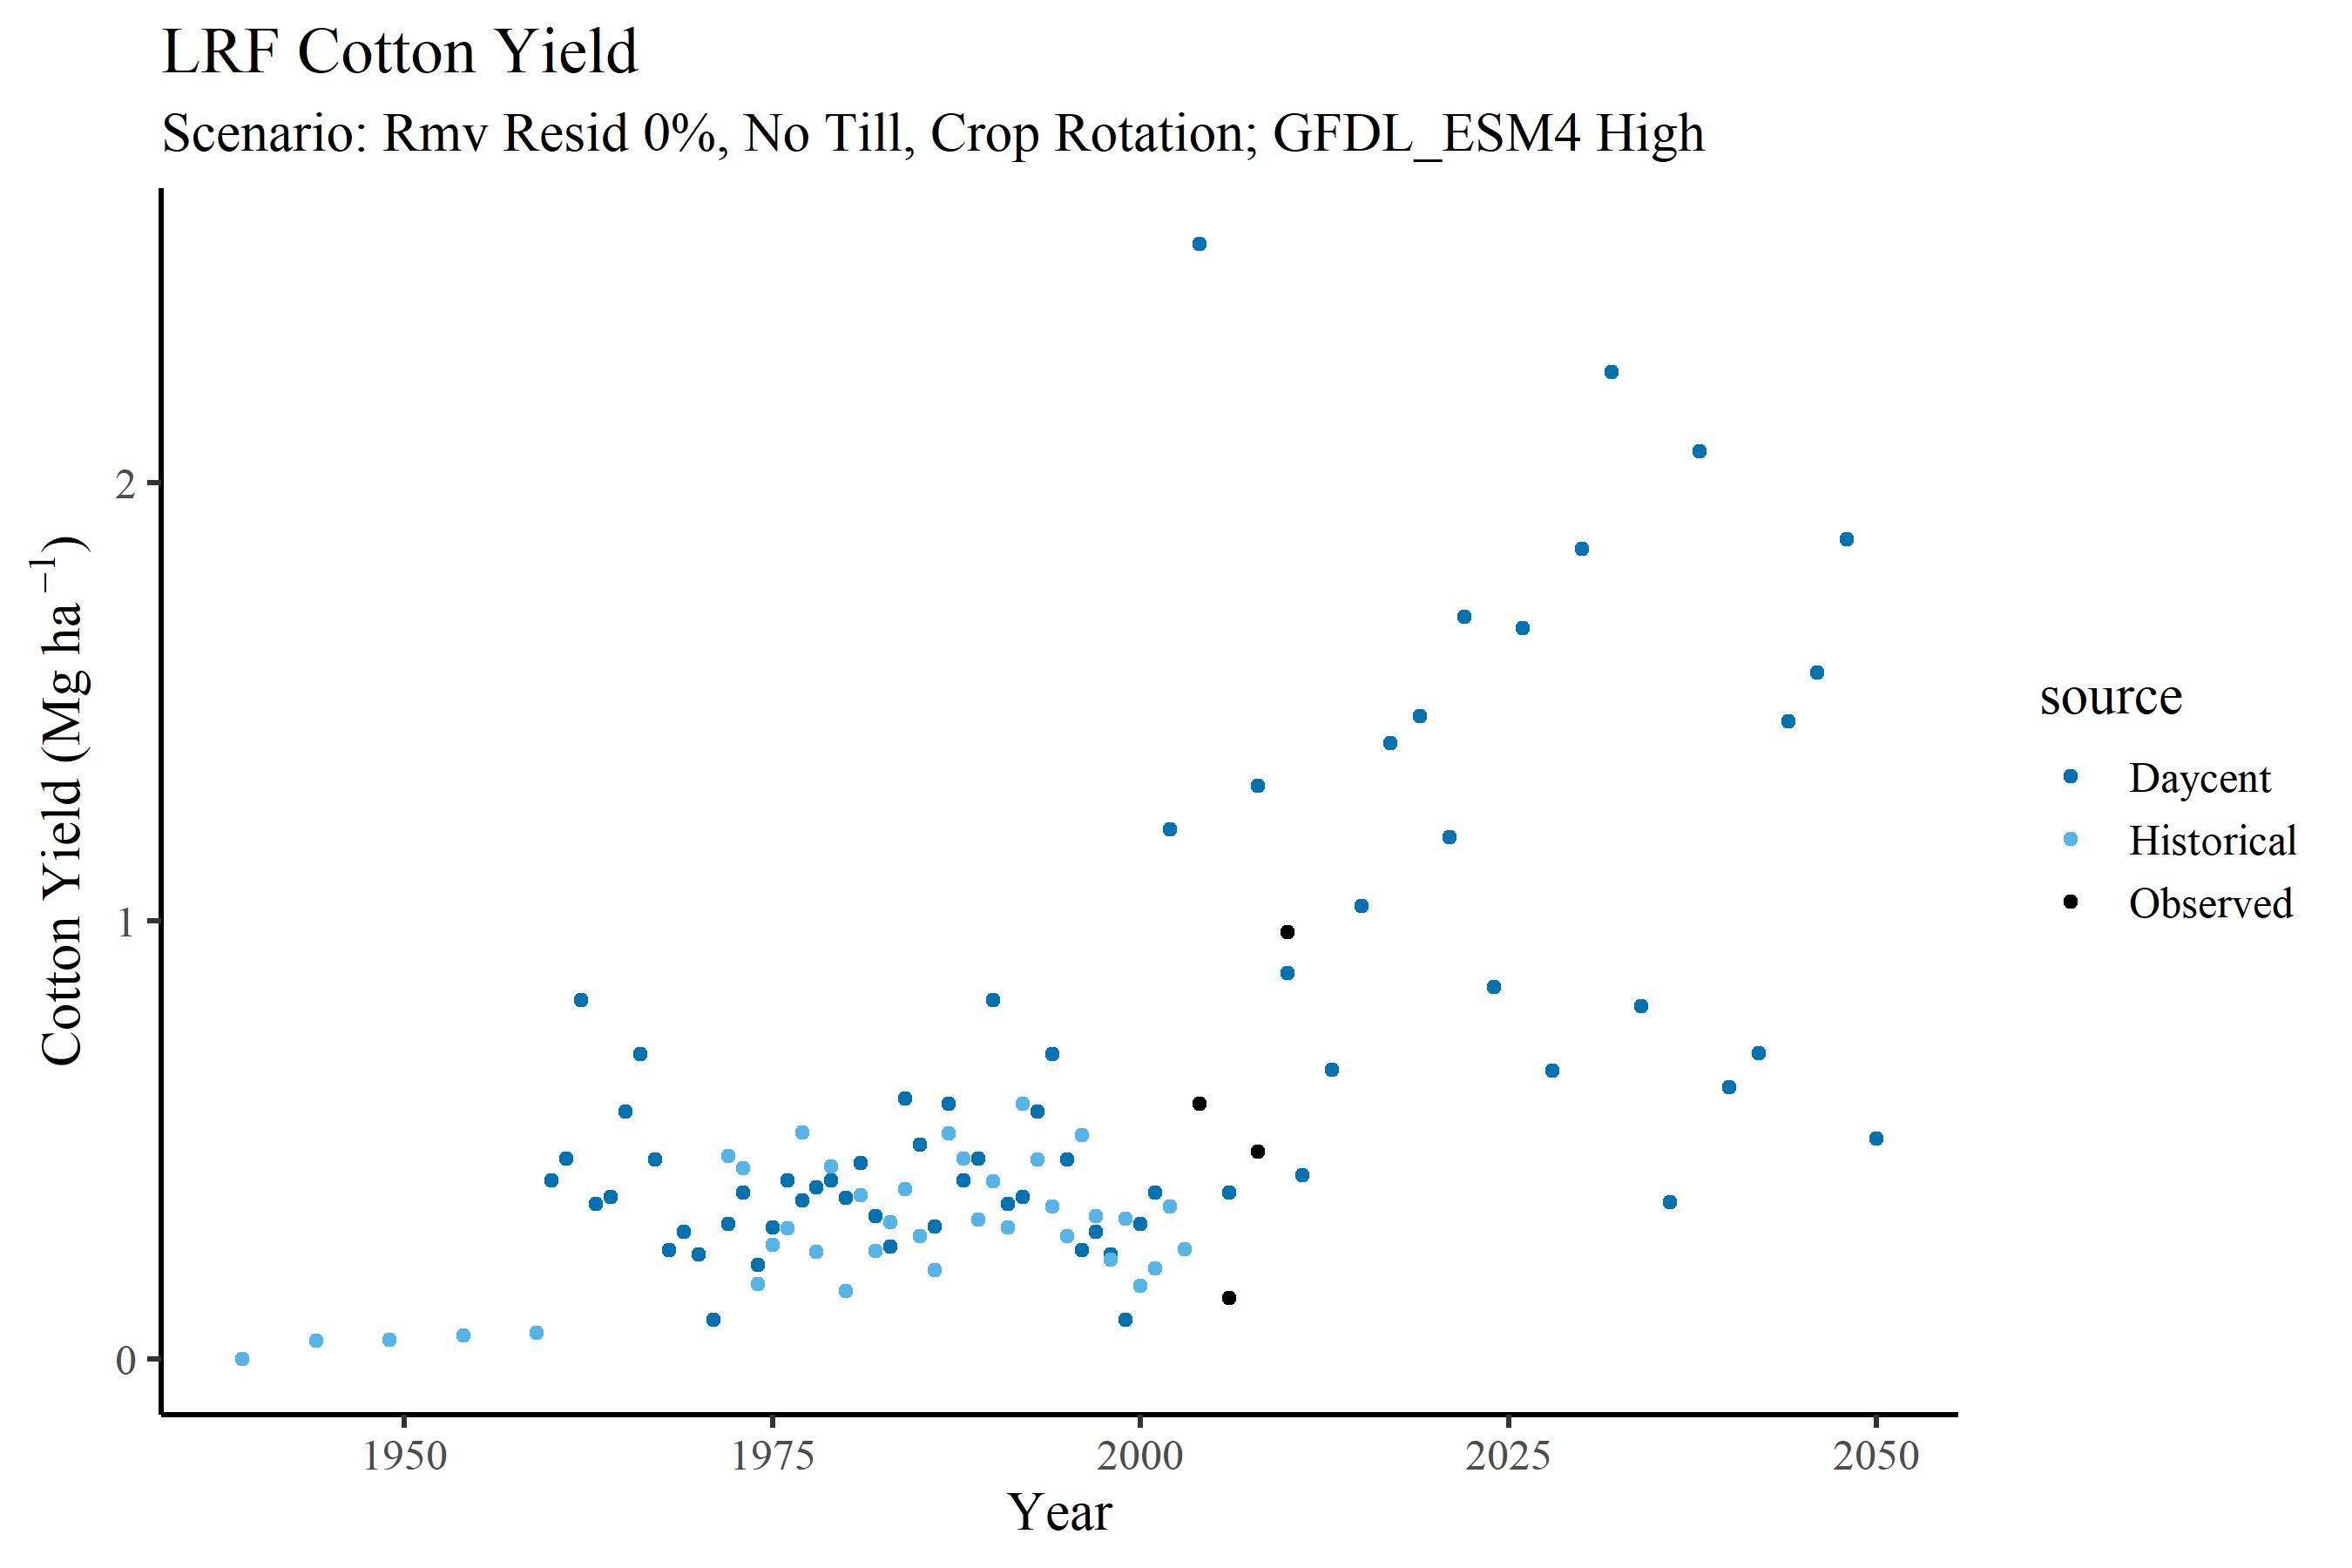 LRF Cotton Yield
Scenario: Rmv Resid 0%, No Till, Crop Rotation; GFDL_ESM4 High
Cotton Yield (Mg ha⁻¹)
2
1
0
1950
1975
2000
2025
2050
Year
source
Daycent
Historical
Observed